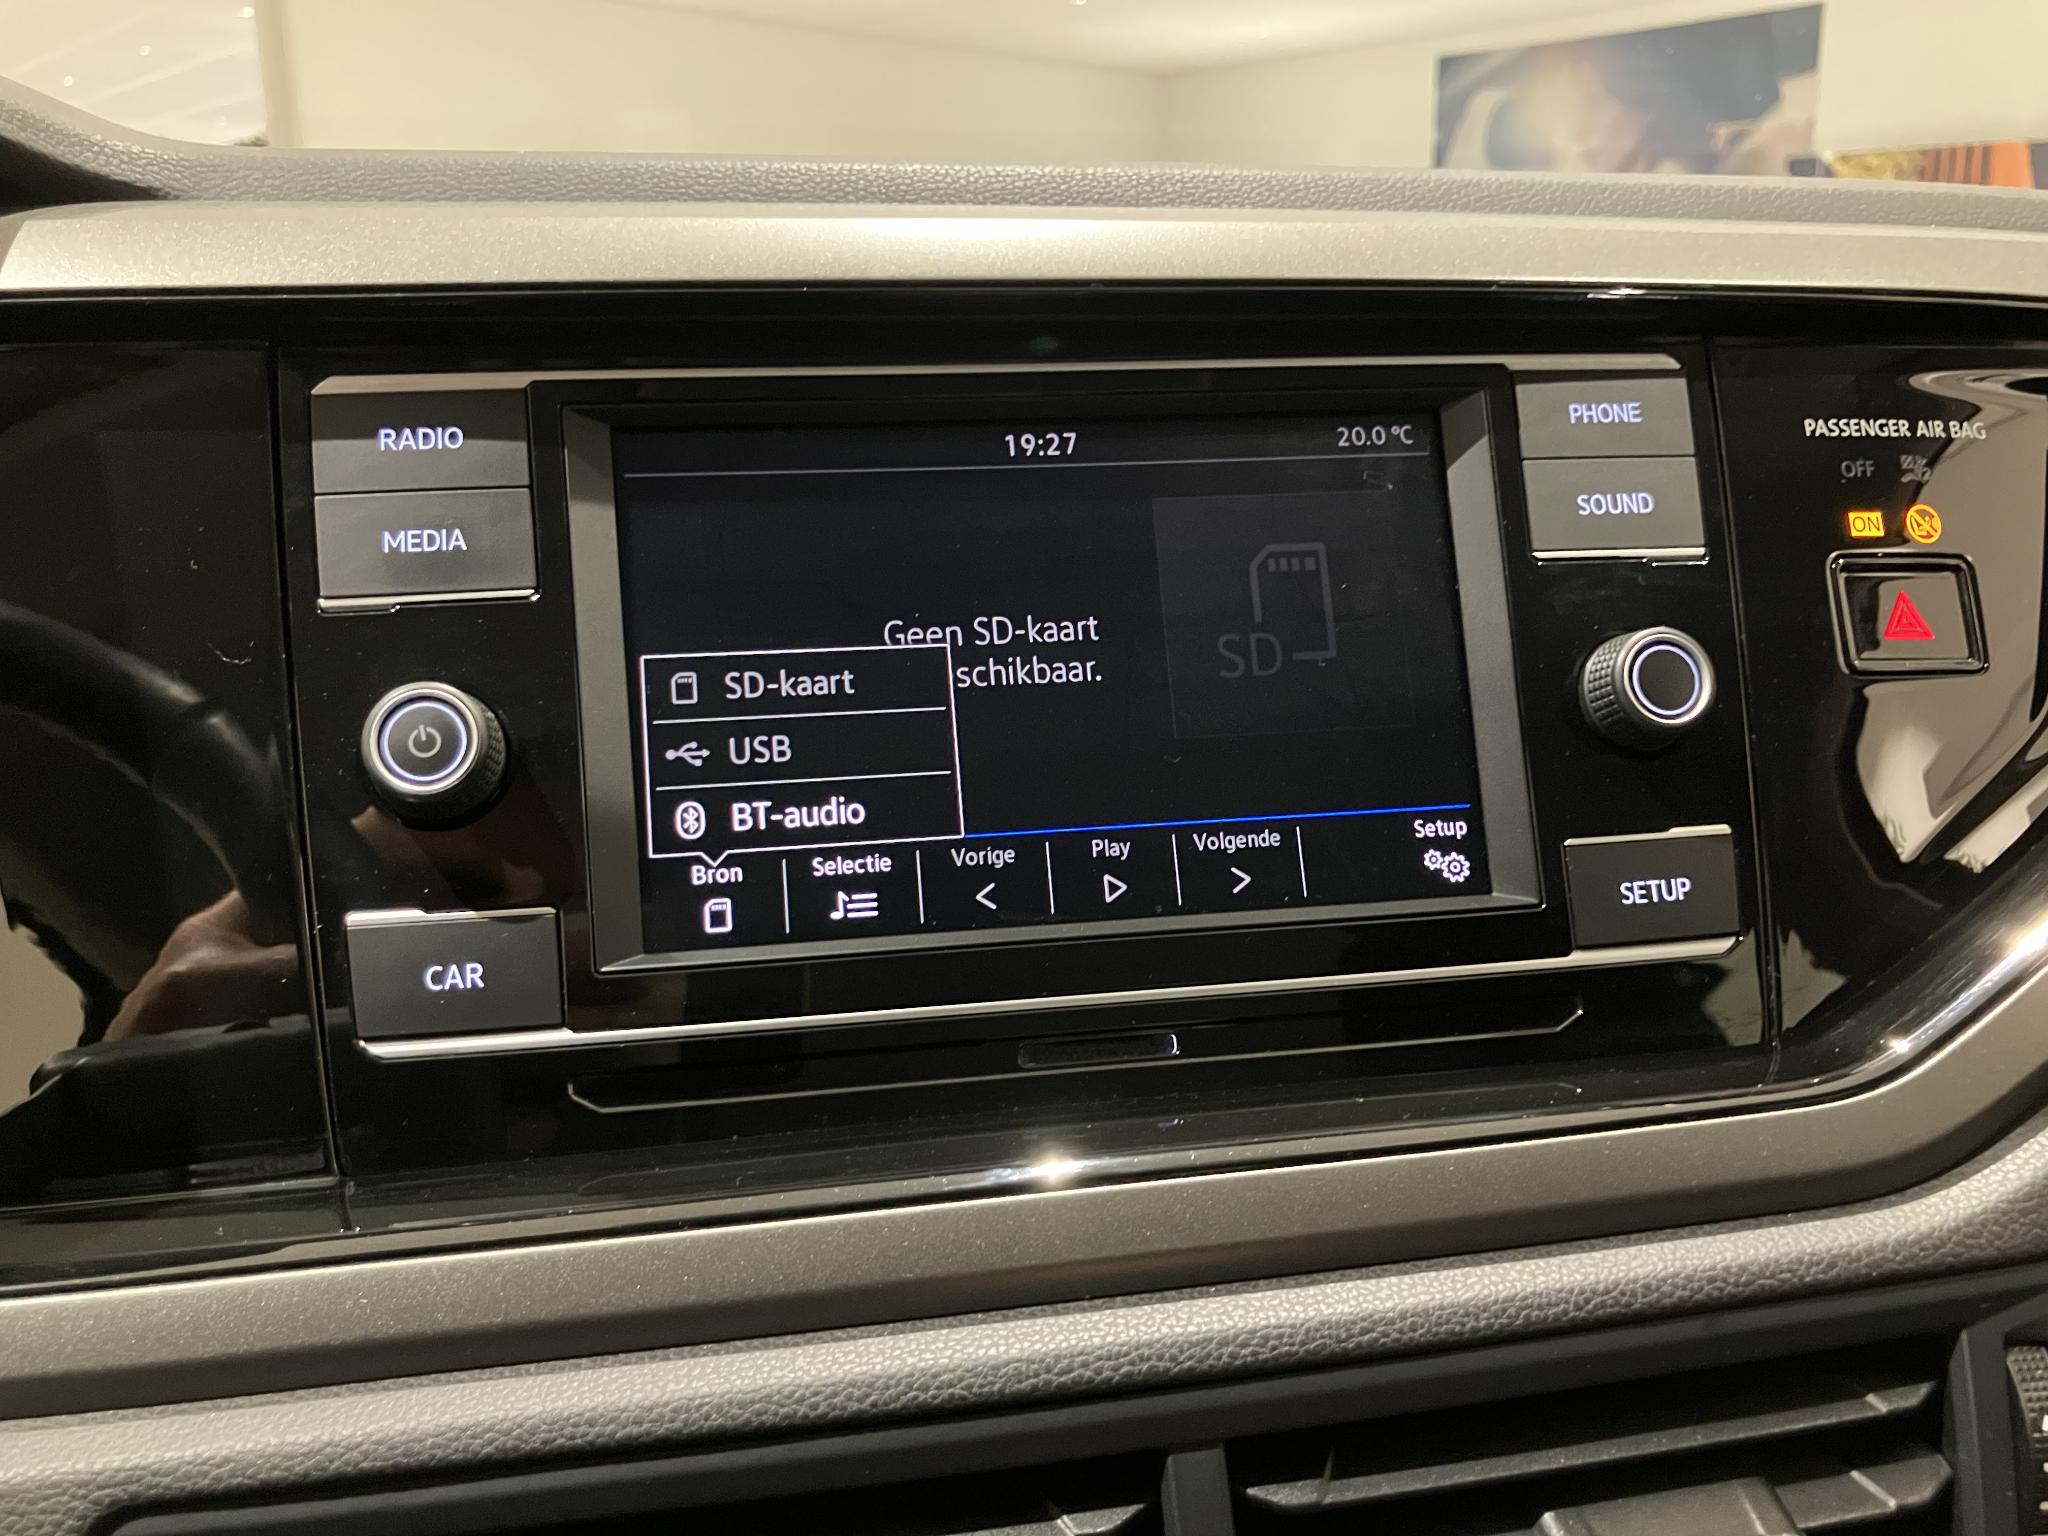 RADIO
MEDIA
CAR
19:27
20.0 °C
Geen SD-kaart
schikbaar.
SD
SD-kaart
USB
BT-audio
Bron
Selectie
Vorige
Play
Volgende
Setup
PHONE
SOUND
SETUP
PASSENGER AIR BAG
OFF
ON